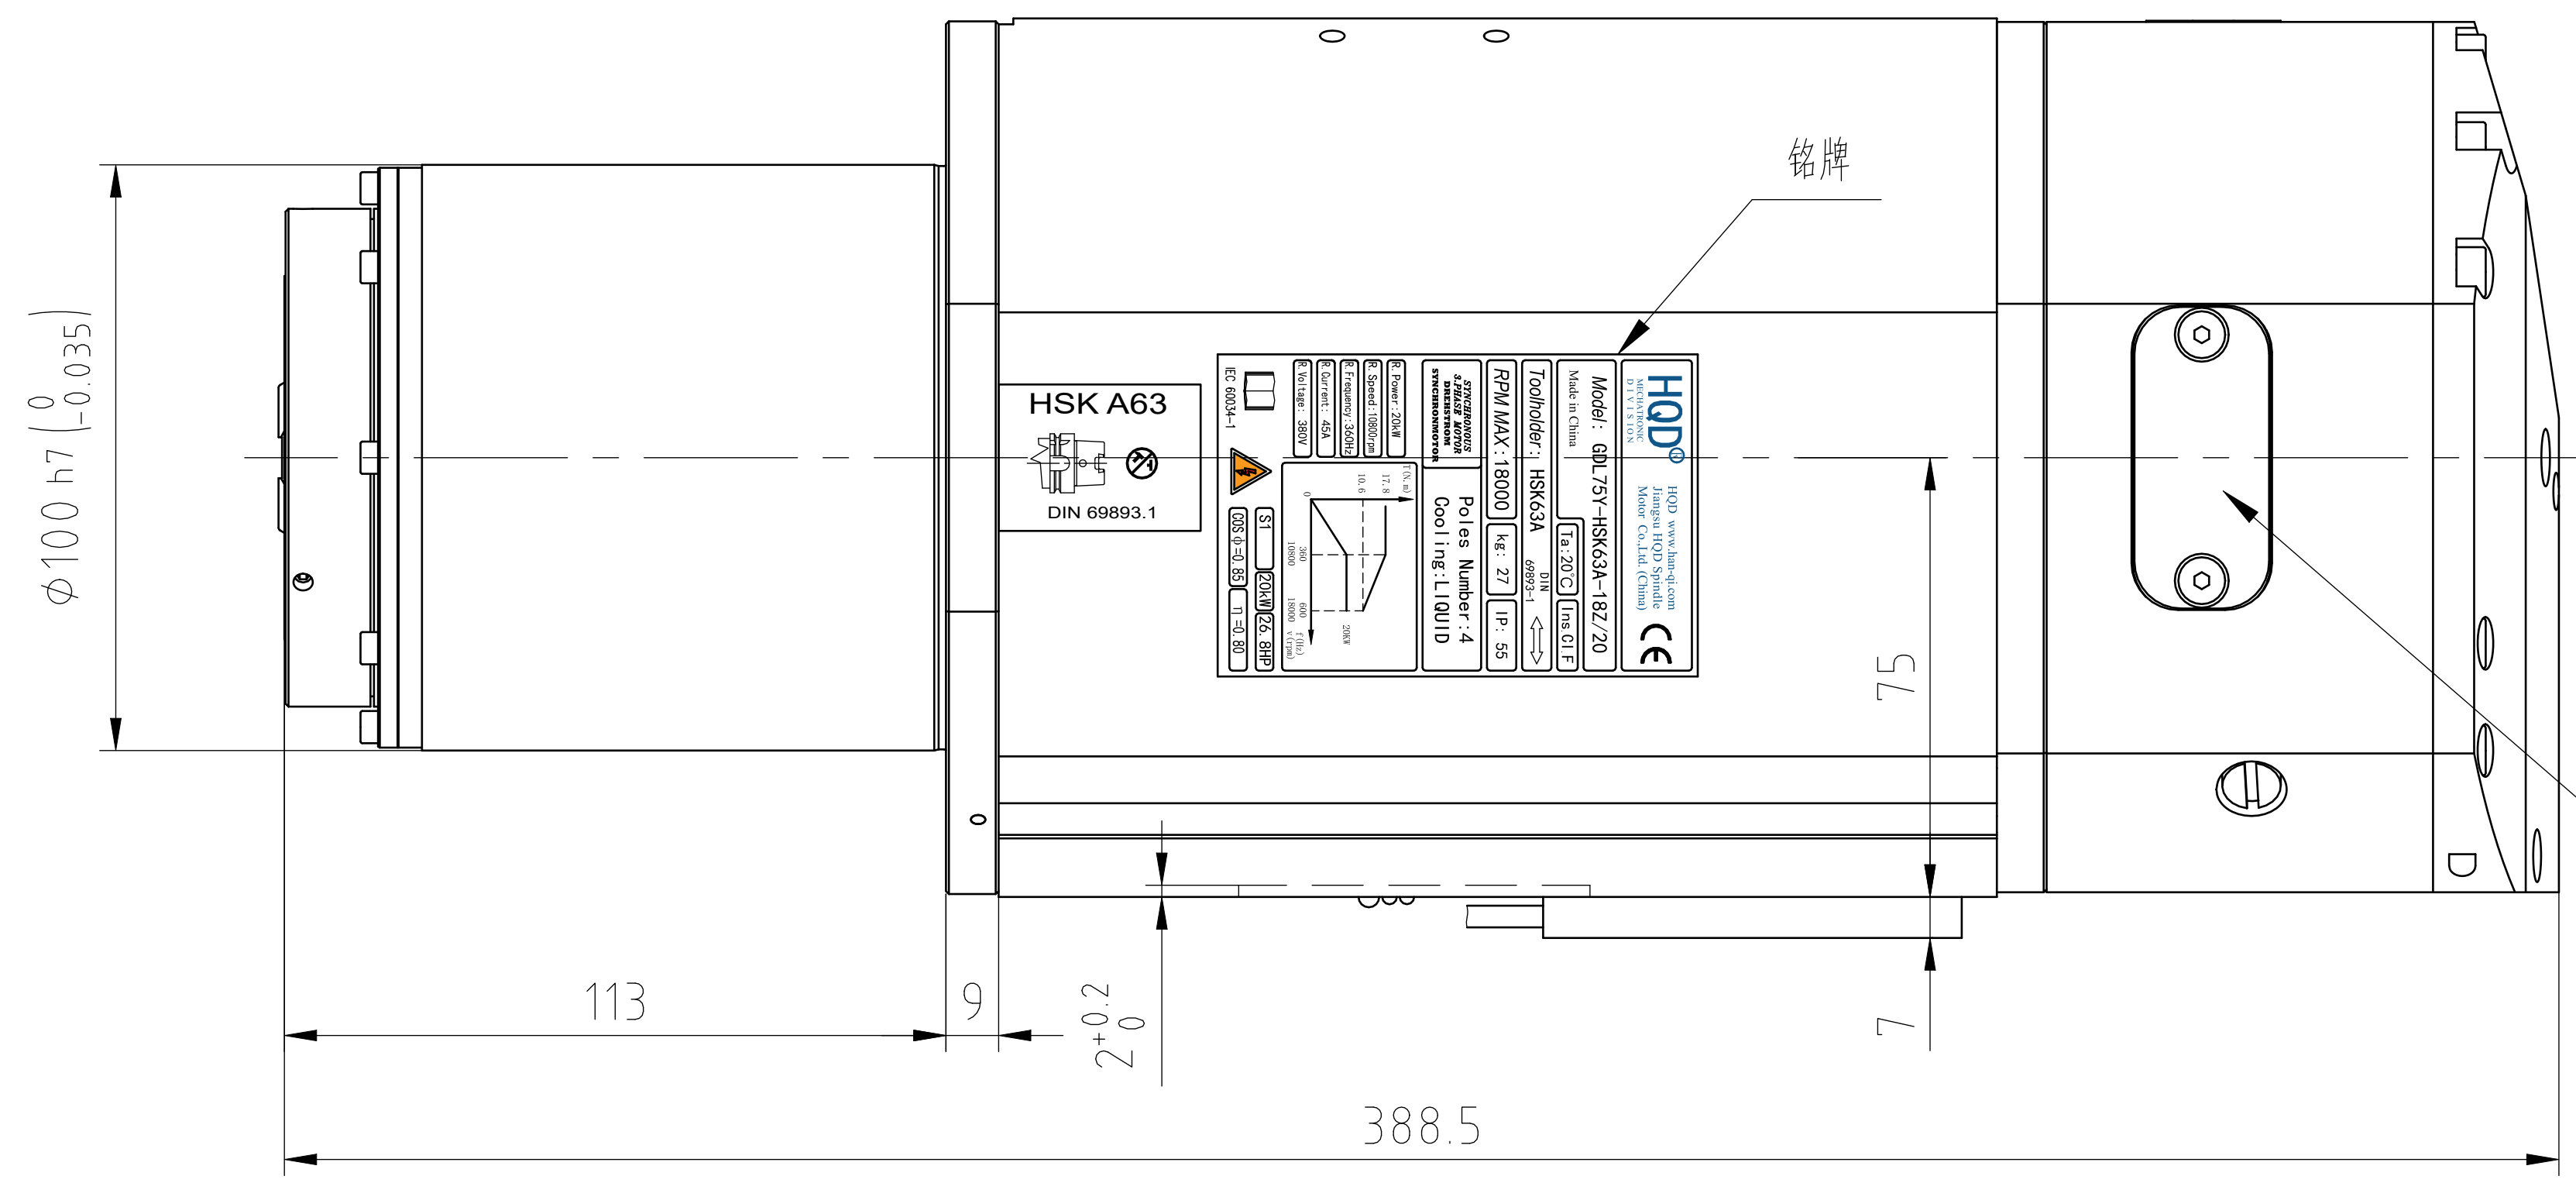 铭牌
HSK A63
DIN 69893.1
HQD®
MECHATRONIC
DIVISION
HQD www.han-qi.com
Jiangsu HQD Spindle
Motor Co.,Ltd. (China)
CE
Model: GDL75Y-HSK63A-18Z/20
Made in China
Ta:20℃
Ins.Cl.F
Toolholder: HSK63A
DIN
69893-1
RPM MAX:18000
kg: 27
IP: 55
SYNCHRONOUS
3.PHASE MOTOR
DREHSTROM
SYNCHRONMOTOR
Poles Number:4
Cooling:LIQUID
R. Power:20kW
R. Speed:10800rpm
R. Frequency:360Hz
R. Current: 45A
R. Voltage: 380V
T(N.m)
17.8
10.6
0
360
10800
600
18000
f(Hz)
v(rpm)
20KW
IEC 60034-1
S1
20kW
26.8HP
COS φ=0.85
η=0.80
Ø100 h7 ( 0 -0.035 )
113
9
2 +0.2 0
75
7
388.5